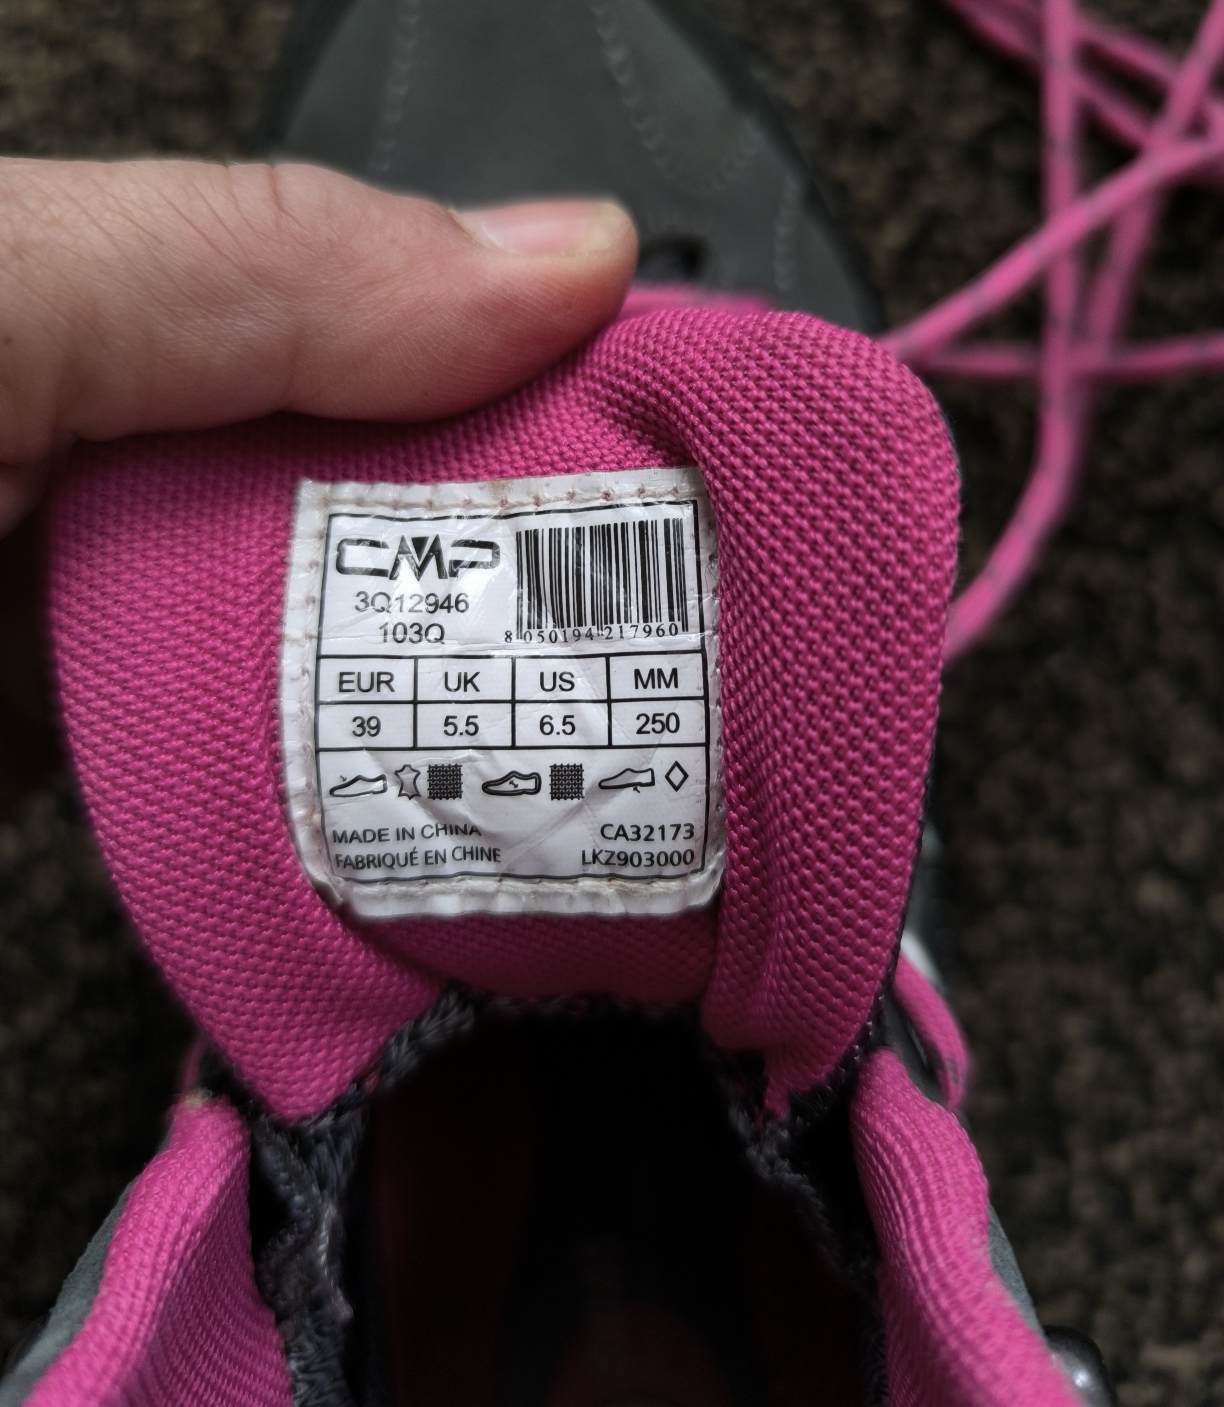 CMP
3Q12946
103Q
8 050194 217960
EUR UK US MM
39 5.5 6.5 250
MADE IN CHINA CA32173
FABRIQUÉ EN CHINE LKZ903000